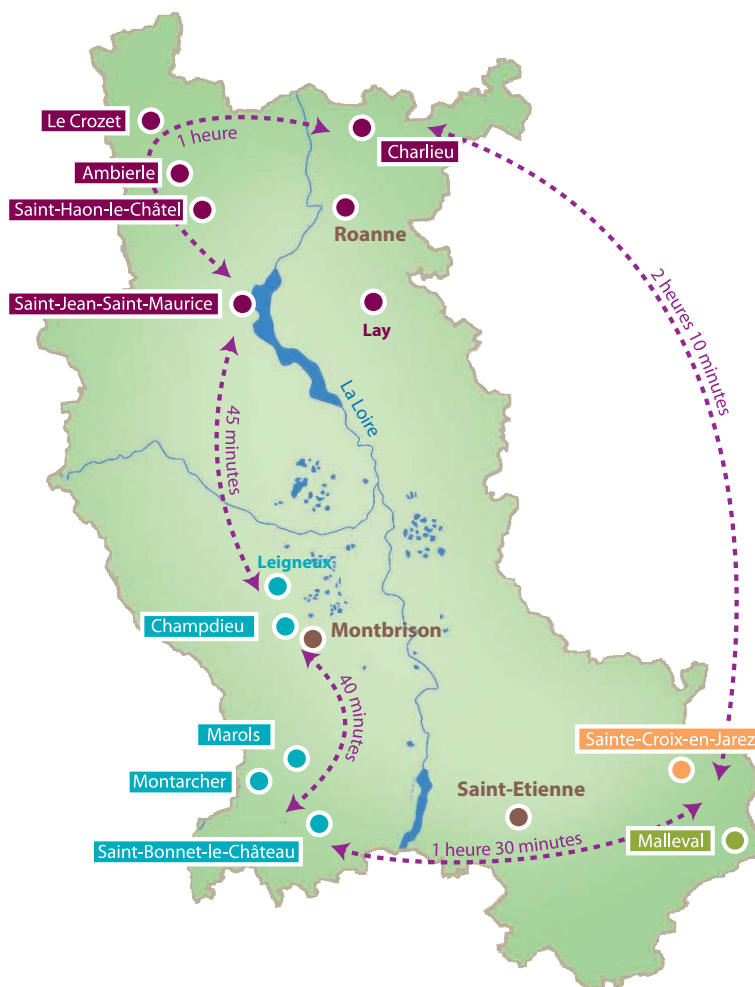 Le Crozet
1 heure
Charlieu
Ambierle
Saint-Haon-le-Châtel
Roanne
Saint-Jean-Saint-Maurice
Lay
2 heures 10 minutes
La Loire
45 minutes
Leigneux
Champdieu
Montbrison
40 minutes
Marols
Sainte-Croix-en-Jarez
Montarcher
Saint-Etienne
1 heure 30 minutes
Malleval
Saint-Bonnet-le-Château